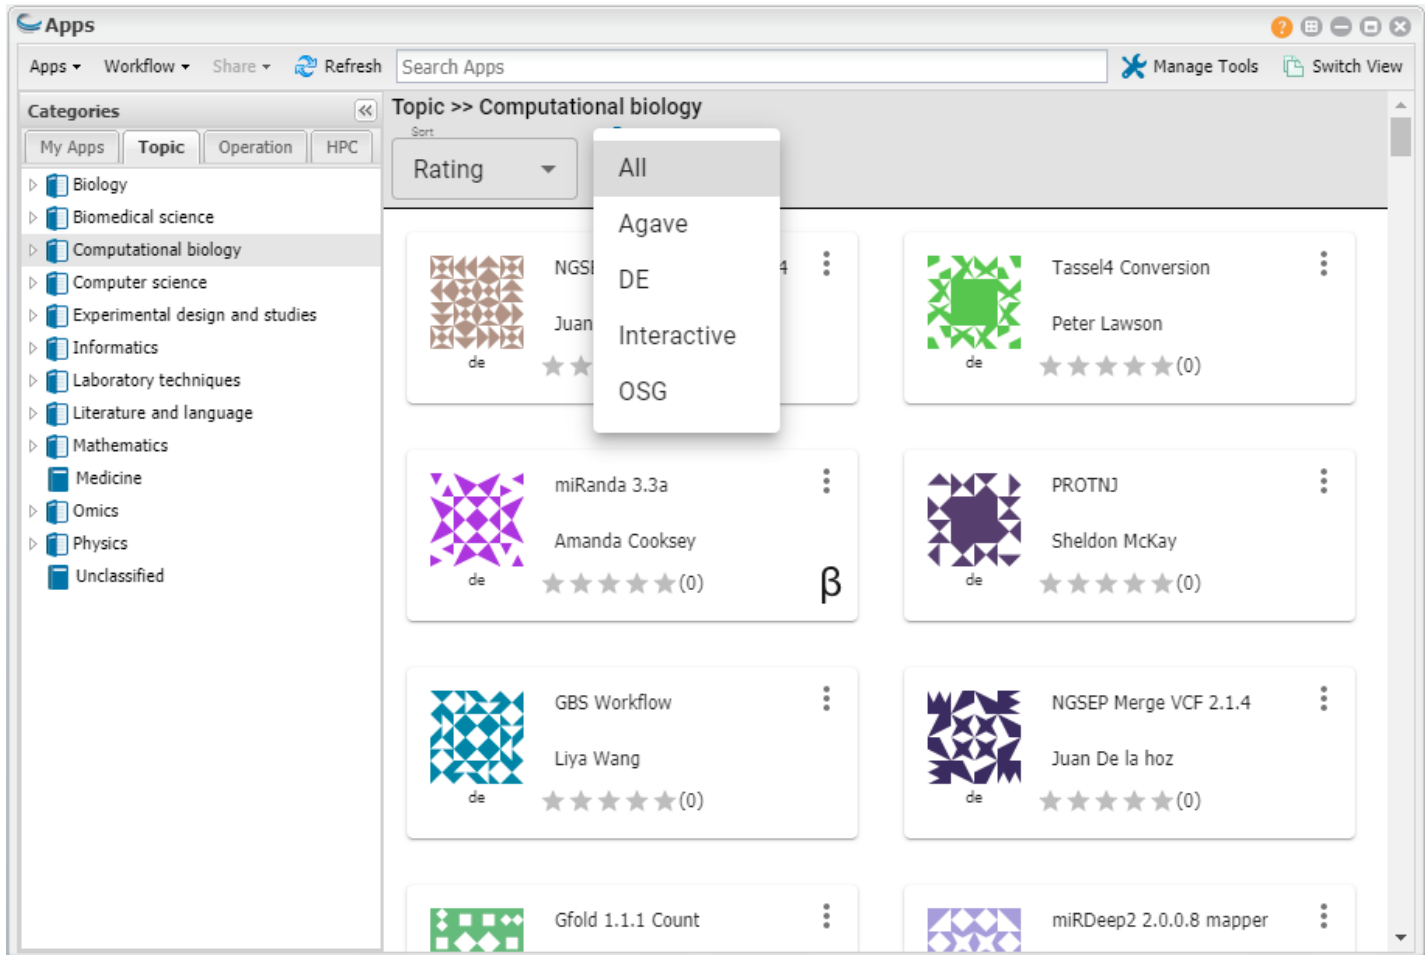 Apps
Apps Workflow Share Refresh Search Apps Manage Tools Switch View
Categories
My Apps Topic Operation HPC
Biology
Biomedical science
Computational biology
Computer science
Experimental design and studies
Informatics
Laboratory techniques
Literature and language
Mathematics
Medicine
Omics
Physics
Unclassified
Topic >> Computational biology
Sort
Rating
All
Agave
DE
Interactive
OSG
4
Juan
de
Tassel4 Conversion
Peter Lawson
de (0)
miRanda 3.3a
Amanda Cooksey
de (0) β
PROTNJ
Sheldon McKay
de (0)
GBS Workflow
Liya Wang
de (0)
NGSEP Merge VCF 2.1.4
Juan De la hoz
de (0)
Gfold 1.1.1 Count
miRDeep2 2.0.0.8 mapper